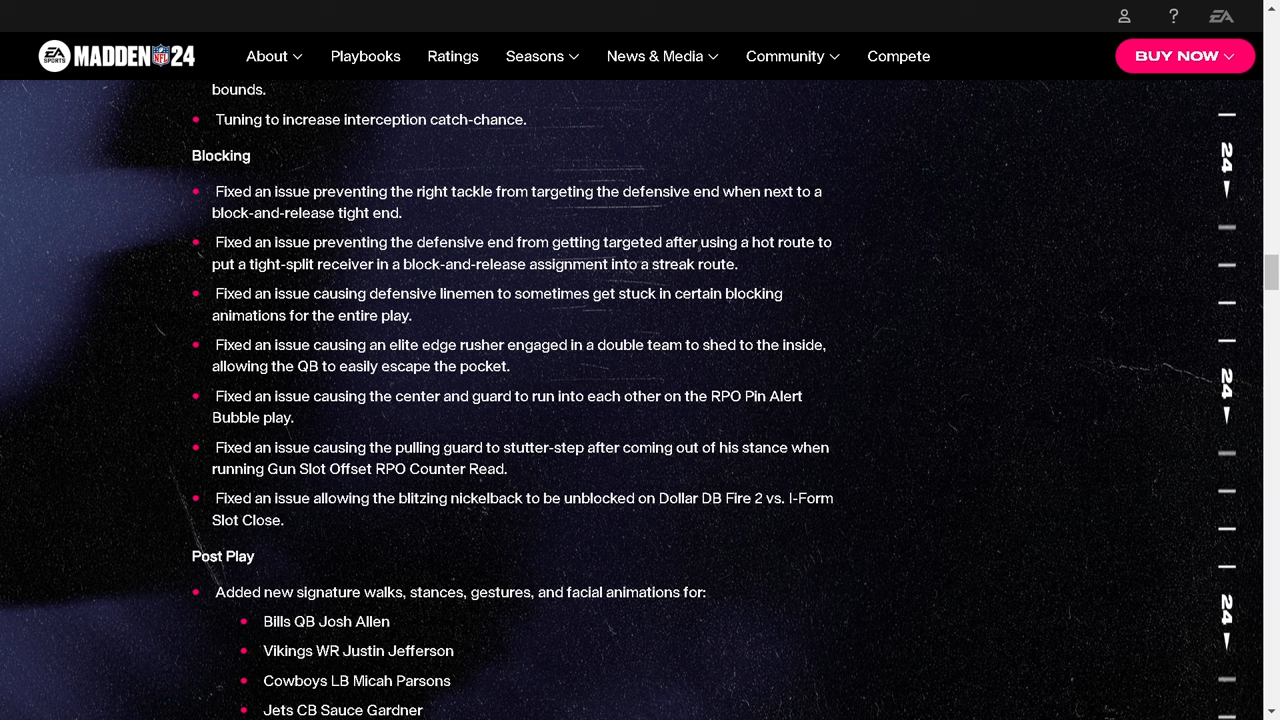 EA
EA SPORTS MADDEN NFL 24
About
Playbooks
Ratings
Seasons
News & Media
Community
Compete
BUY NOW
bounds.
Tuning to increase interception catch-chance.
Blocking
Fixed an issue preventing the right tackle from targeting the defensive end when next to a
block-and-release tight end.
Fixed an issue preventing the defensive end from getting targeted after using a hot route to
put a tight-split receiver in a block-and-release assignment into a streak route.
Fixed an issue causing defensive linemen to sometimes get stuck in certain blocking
animations for the entire play.
Fixed an issue causing an elite edge rusher engaged in a double team to shed to the inside,
allowing the QB to easily escape the pocket.
Fixed an issue causing the center and guard to run into each other on the RPO Pin Alert
Bubble play.
Fixed an issue causing the pulling guard to stutter-step after coming out of his stance when
running Gun Slot Offset RPO Counter Read.
Fixed an issue allowing the blitzing nickelback to be unblocked on Dollar DB Fire 2 vs. I-Form
Slot Close.
Post Play
Added new signature walks, stances, gestures, and facial animations for:
Bills QB Josh Allen
Vikings WR Justin Jefferson
Cowboys LB Micah Parsons
Jets CB Sauce Gardner
24
24
24